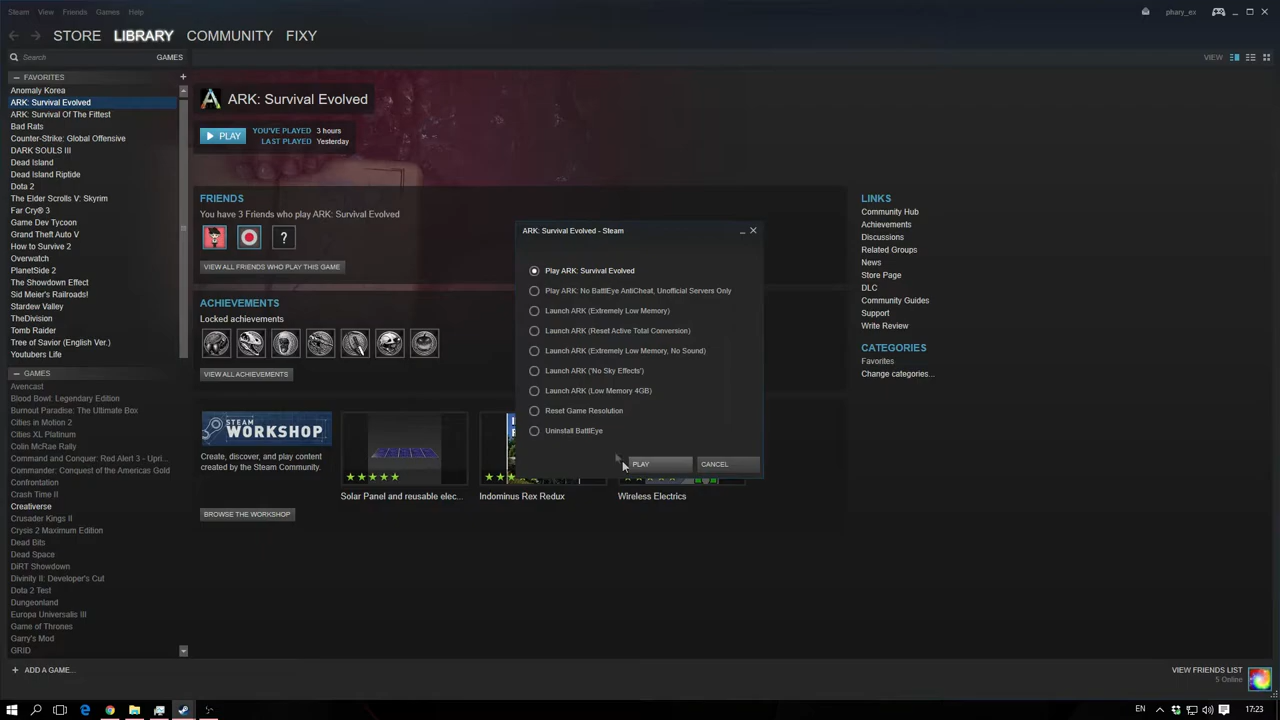 Steam View Friends Games Help
phary_ex
STORE LIBRARY COMMUNITY FIXY
Search GAMES
VIEW
FAVORITES
Anomaly Korea
ARK: Survival Evolved
ARK: Survival Of The Fittest
Bad Rats
Counter-Strike: Global Offensive
DARK SOULS III
Dead Island
Dead Island Riptide
Dota 2
The Elder Scrolls V: Skyrim
Far Cry® 3
Game Dev Tycoon
Grand Theft Auto V
How to Survive 2
Overwatch
PlanetSide 2
The Showdown Effect
Sid Meier's Railroads!
Stardew Valley
TheDivision
Tomb Raider
Tree of Savior (English Ver.)
Youtubers Life
GAMES
Avencast
Blood Bowl: Legendary Edition
Burnout Paradise: The Ultimate Box
Cities in Motion 2
Cities XL Platinum
Colin McRae Rally
Command and Conquer: Red Alert 3 - Upri...
Commander: Conquest of the Americas Gold
Confrontation
Crash Time II
Creativerse
Crusader Kings II
Crysis 2 Maximum Edition
Dead Bits
Dead Space
DiRT Showdown
Divinity II: Developer's Cut
Dota 2 Test
Dungeonland
Europa Universalis III
Game of Thrones
Garry's Mod
GRID
ADD A GAME...
ARK: Survival Evolved
PLAY
YOU'VE PLAYED 3 hours
LAST PLAYED Yesterday
FRIENDS
You have 3 Friends who play ARK: Survival Evolved
?
VIEW ALL FRIENDS WHO PLAY THIS GAME
ACHIEVEMENTS
Locked achievements
VIEW ALL ACHIEVEMENTS
STEAM WORKSHOP
Create, discover, and play content
created by the Steam Community.
BROWSE THE WORKSHOP
Solar Panel and reusable elec...
Indominus Rex Redux
Wireless Electrics
ARK: Survival Evolved - Steam
Play ARK: Survival Evolved
Play ARK: No BattlEye AntiCheat, Unofficial Servers Only
Launch ARK (Extremely Low Memory)
Launch ARK (Reset Active Total Conversion)
Launch ARK (Extremely Low Memory, No Sound)
Launch ARK ('No Sky Effects')
Launch ARK (Low Memory 4GB)
Reset Game Resolution
Uninstall BattlEye
PLAY CANCEL
LINKS
Community Hub
Achievements
Discussions
Related Groups
News
Store Page
DLC
Community Guides
Support
Write Review
CATEGORIES
Favorites
Change categories...
VIEW FRIENDS LIST
5 Online
EN 17:23